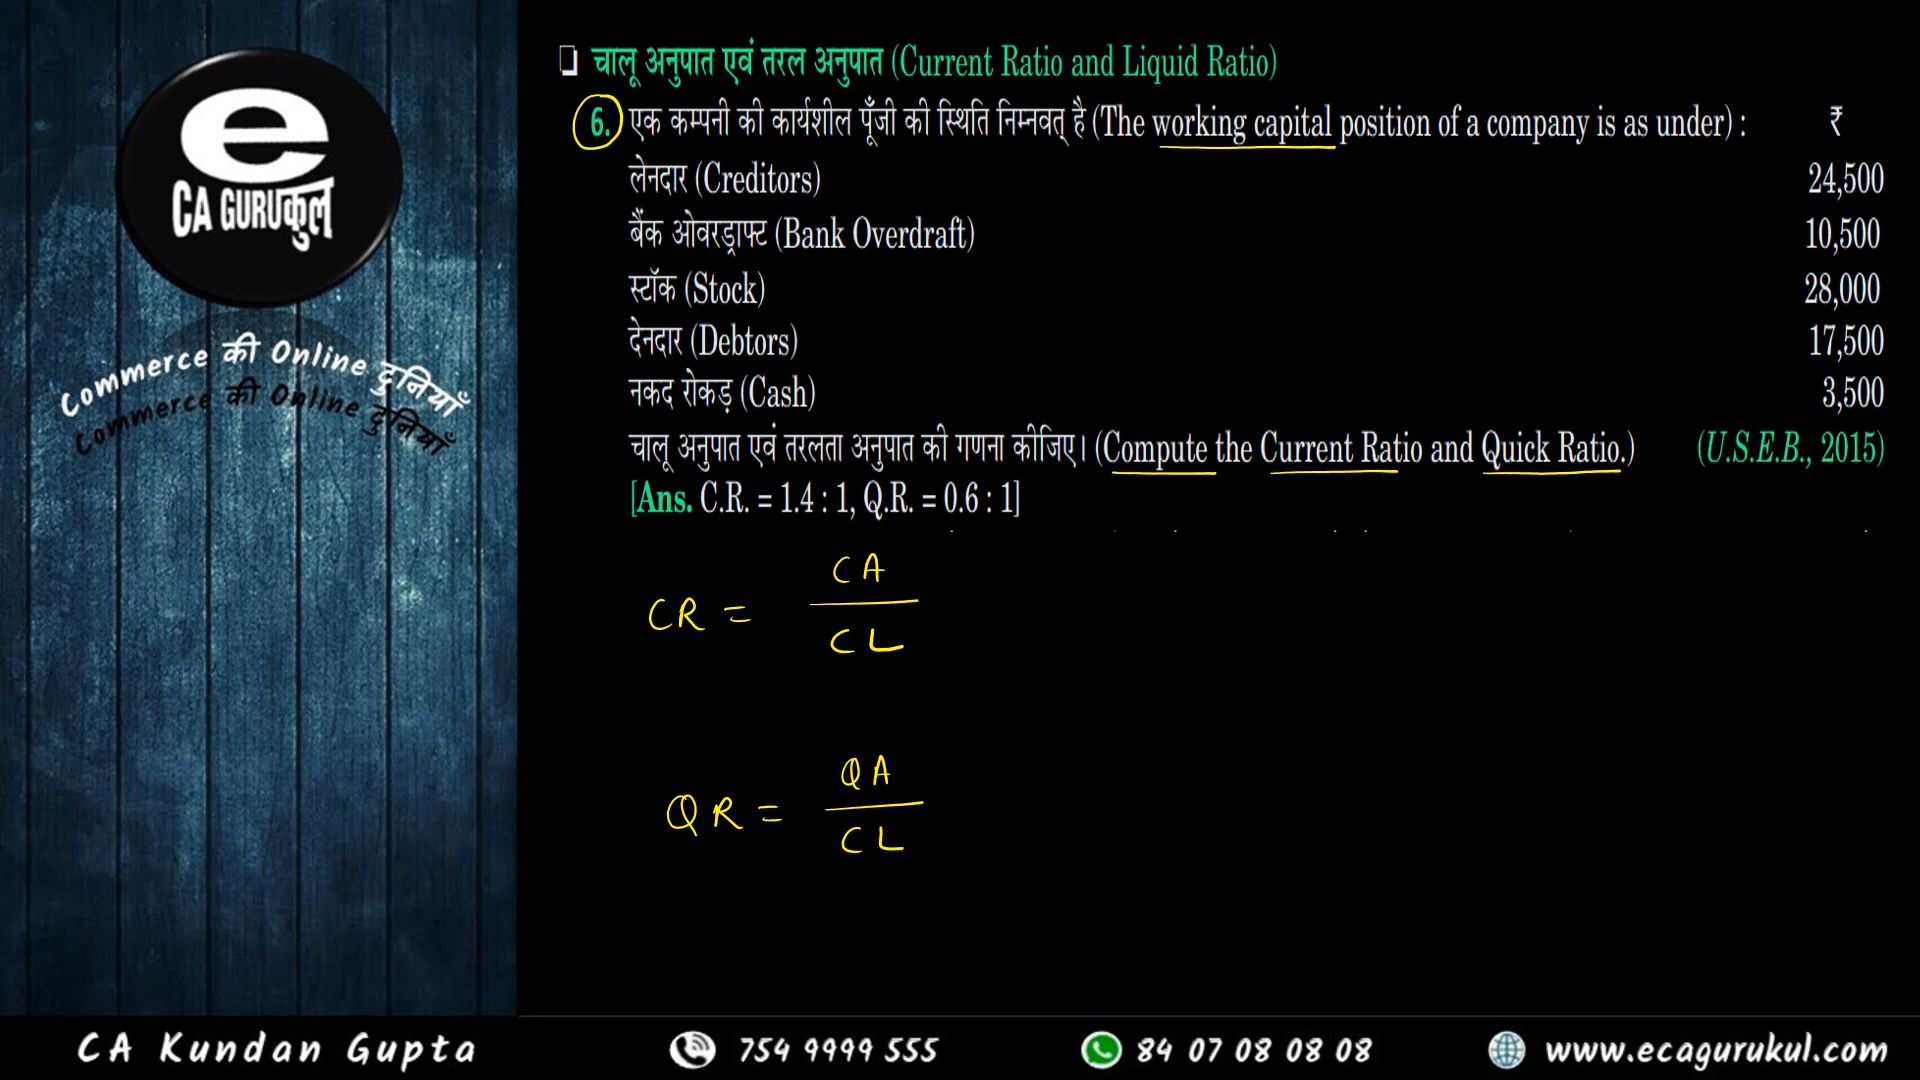 e
CA GURUकुल
Commerce की Online दुनियाँ
Commerce की Online दुनियाँ
❑ चालू अनुपात एवं तरल अनुपात (Current Ratio and Liquid Ratio)
6. एक कम्पनी की कार्यशील पूँजी की स्थिति निम्नवत् है (The working capital position of a company is as under) : ₹
लेनदार (Creditors) 24,500
बैंक ओवरड्राफ्ट (Bank Overdraft) 10,500
स्टॉक (Stock) 28,000
देनदार (Debtors) 17,500
नकद रोकड़ (Cash) 3,500
चालू अनुपात एवं तरलता अनुपात की गणना कीजिए। (Compute the Current Ratio and Quick Ratio.) (U.S.E.B., 2015)
[Ans. C.R. = 1.4 : 1, Q.R. = 0.6 : 1]
CR = CA
CL
QR = QA
CL
CA Kundan Gupta 754 9999 555 84 07 08 08 08 www.ecagurukul.com